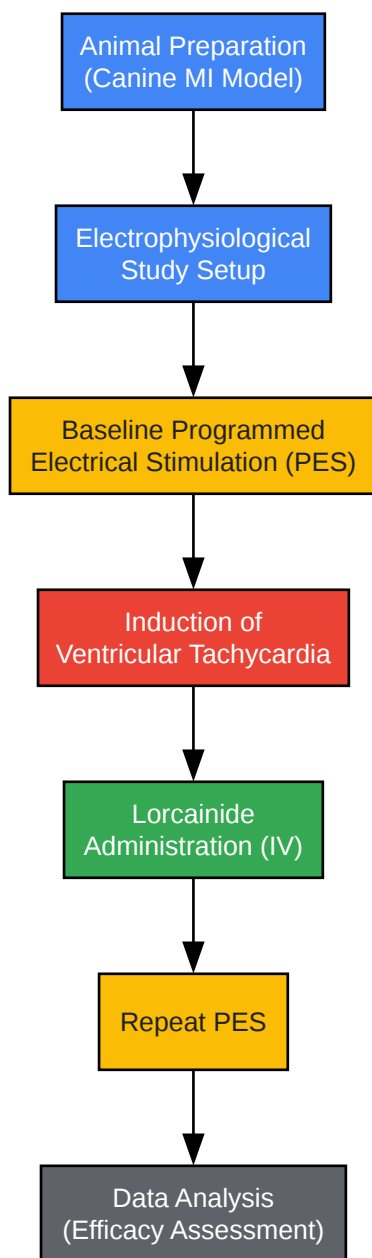 Animal Preparation
(Canine MI Model)
Electrophysiological
Study Setup
Baseline Programmed
Electrical Stimulation (PES)
Induction of
Ventricular Tachycardia
Lorcainide
Administration (IV)
Repeat PES
Data Analysis
(Efficacy Assessment)